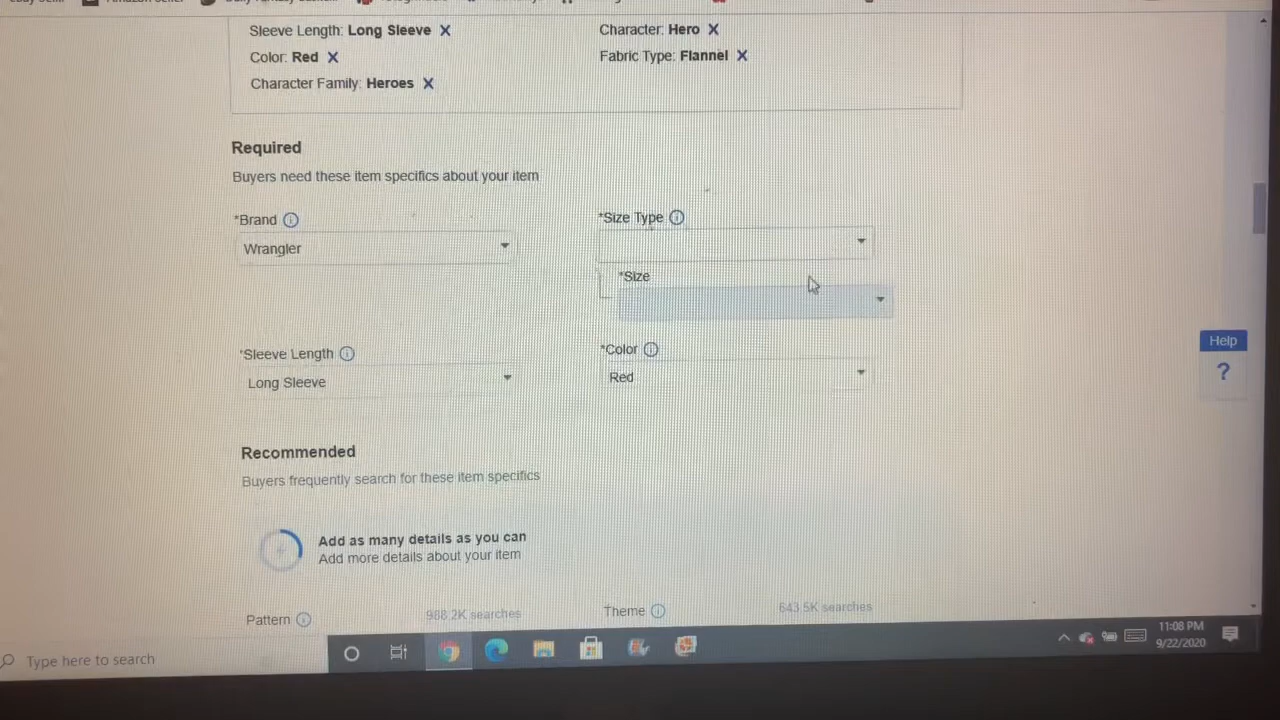 Amazon Seller
Sleeve Length: Long Sleeve X
Character: Hero X
Color: Red X
Fabric Type: Flannel X
Character Family: Heroes X
Required
Buyers need these item specifics about your item
*Brand
*Size Type
Wrangler
*Size
*Sleeve Length
*Color
Long Sleeve
Red
Help
?
Recommended
Buyers frequently search for these item specifics
Add as many details as you can
Add more details about your item
Pattern 988.2K searches
Theme 643.5K searches
Type here to search
11:08 PM
9/22/2020